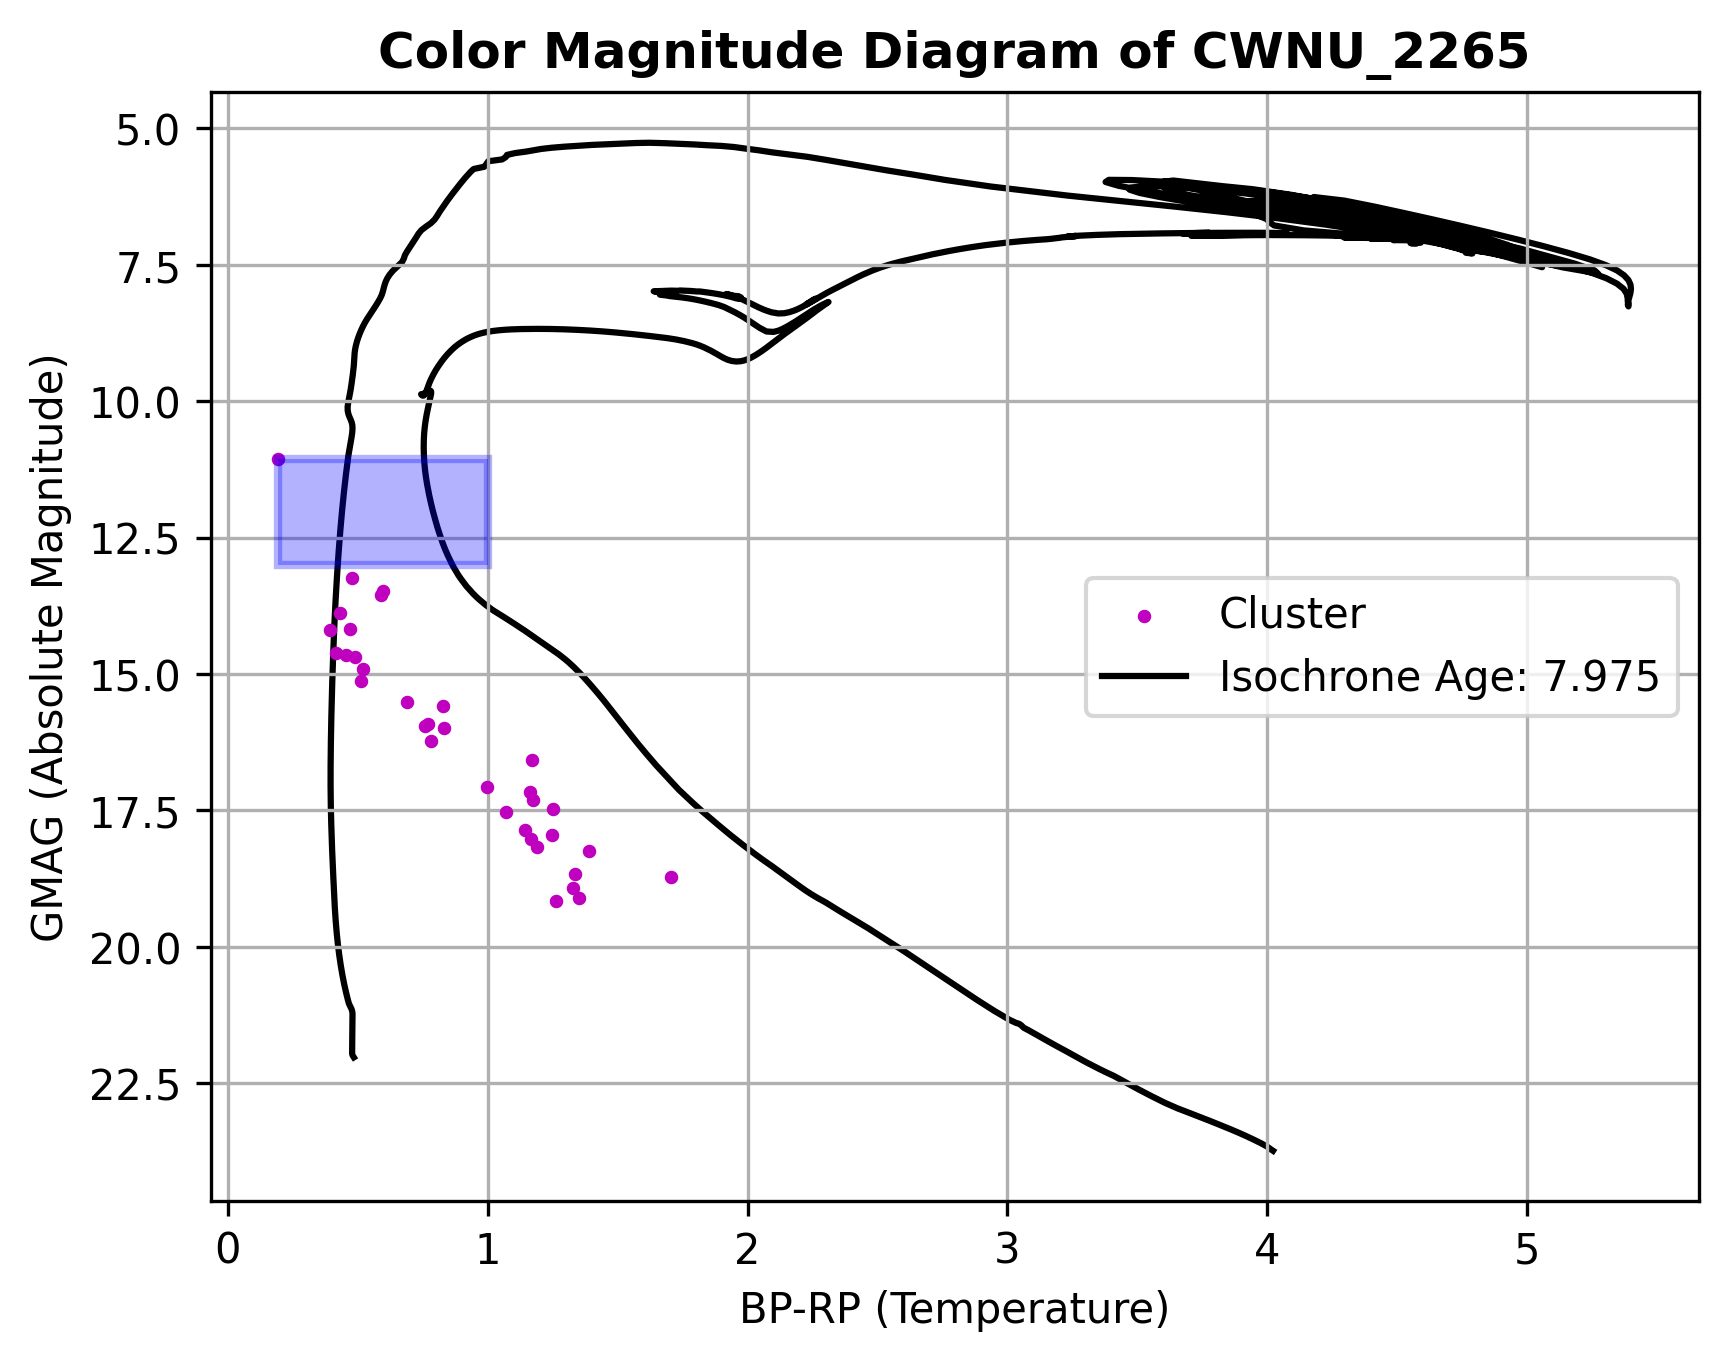 Color Magnitude Diagram of CWNU_2265
GMAG (Absolute Magnitude)
5.0
7.5
10.0
12.5
15.0
17.5
20.0
22.5
Cluster
Isochrone Age: 7.975
0 1 2 3 4 5
BP-RP (Temperature)